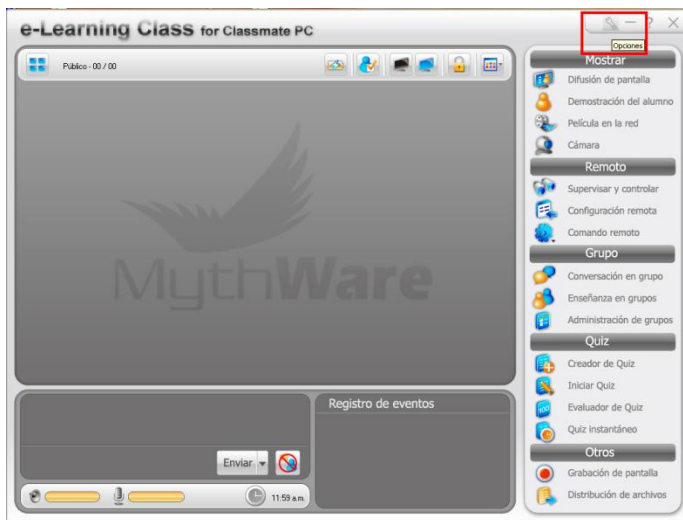 e-Learning Class for Classmate PC
?
Opciones
Público - 00 / 00
MythWare
Registro de eventos
Enviar
11:59 a.m.
Mostrar
Difusión de pantalla
Demostración del alumno
Película en la red
Cámara
Remoto
Supervisar y controlar
Configuración remota
Comando remoto
Grupo
Conversación en grupo
Enseñanza en grupos
Administración de grupos
Quiz
Creador de Quiz
Iniciar Quiz
100
Evaluador de Quiz
Quiz instantáneo
Otros
Grabación de pantalla
Distribución de archivos